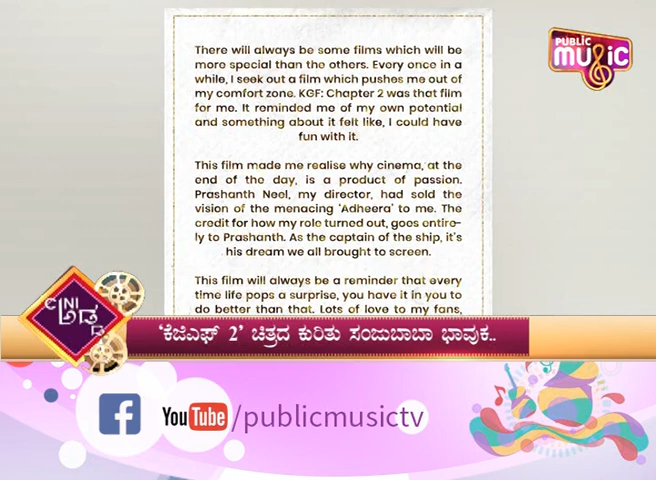 There will always be some films which will be
more special than the others. Every once in a
while, I seek out a film which pushes me out of
my comfort zone. KGF: Chapter 2 was that film
for me. It reminded me of my own potential
and something about it felt like, I could have
fun with it.
This film made me realise why cinema, at the
end of the day, is a product of passion.
Prashanth Neel, my director, had sold the
vision of the menacing ‘Adheera’ to me. The
credit for how my role turned out, goes entire-
ly to Prashanth. As the captain of the ship, it’s
his dream we all brought to screen.
This film will always be a reminder that every
time life pops a surprise, you have it in you to
do better than that. Lots of love to my fans,
PUBLIC
music
CINI
ಅಡ್ಡ
‘ಕೆಜಿಎಫ್ 2’ ಚಿತ್ರದ ಕುರಿತು ಸಂಜುಬಾಬಾ ಭಾವುಕ..
f YouTube/publicmusictv